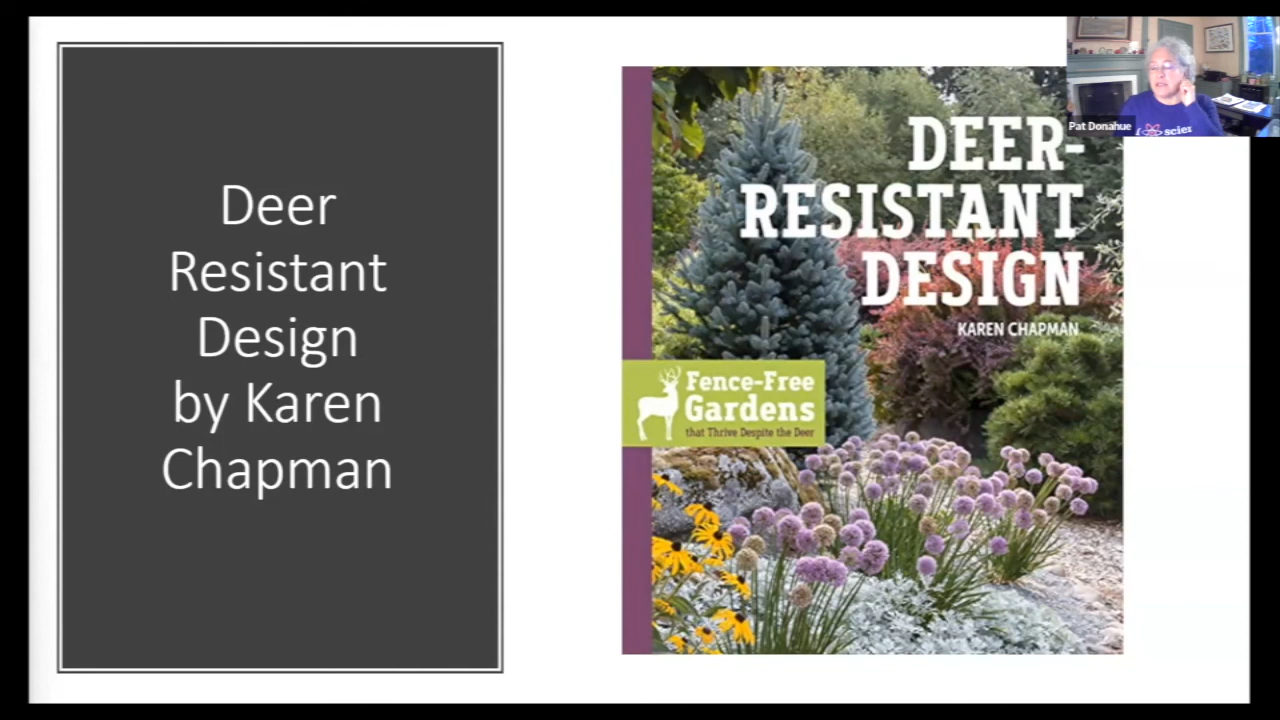 Deer
Resistant
Design
by Karen
Chapman
DEER-
RESISTANT
DESIGN
KAREN CHAPMAN
Fence-Free
Gardens
that Thrive Despite the Deer
Pat Donahue